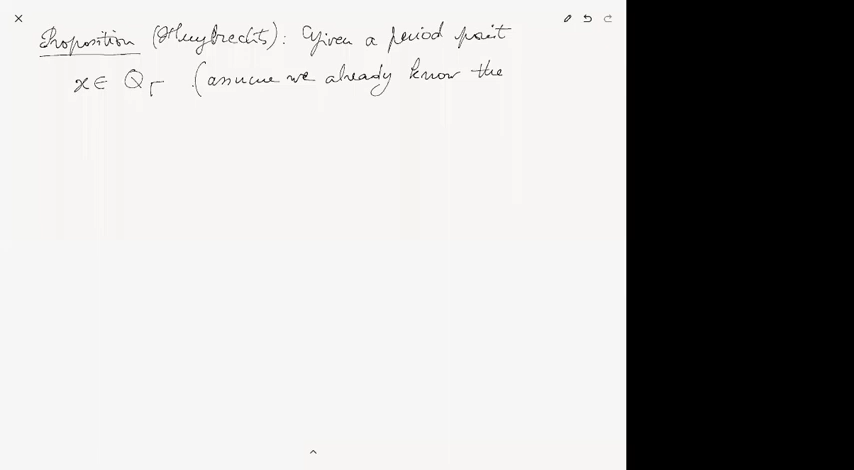 Proposition (Huybrechts): Given a period point
x ∈ Q_Γ (assume we already know the